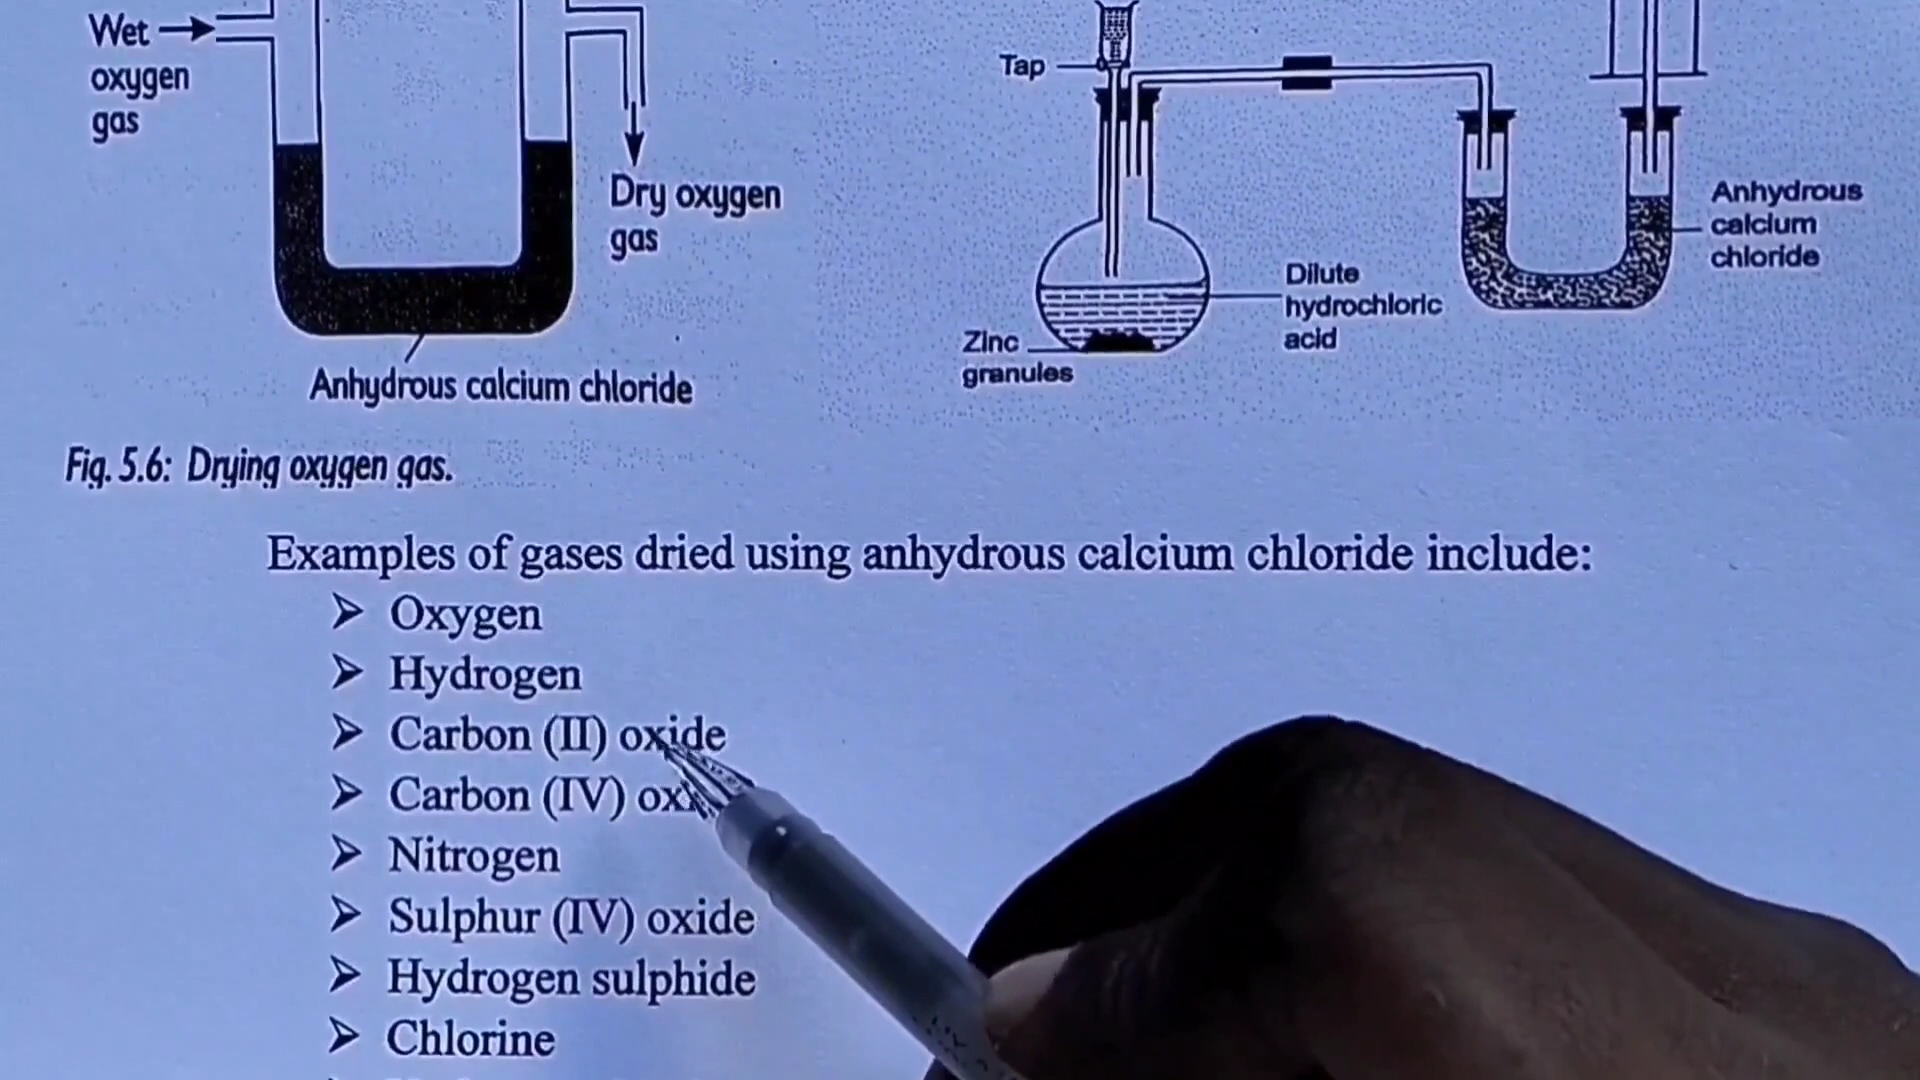 Wet
oxygen
gas
Dry oxygen
gas
Anhydrous calcium chloride
Fig. 5.6: Drying oxygen gas.
Tap
Zinc
granules
Dilute
hydrochloric
acid
Anhydrous
calcium
chloride
Examples of gases dried using anhydrous calcium chloride include:
➢ Oxygen
➢ Hydrogen
➢ Carbon (II) oxide
➢ Carbon (IV)
➢ Nitrogen
➢ Sulphur (IV) oxide
➢ Hydrogen sulphide
➢ Chlorine